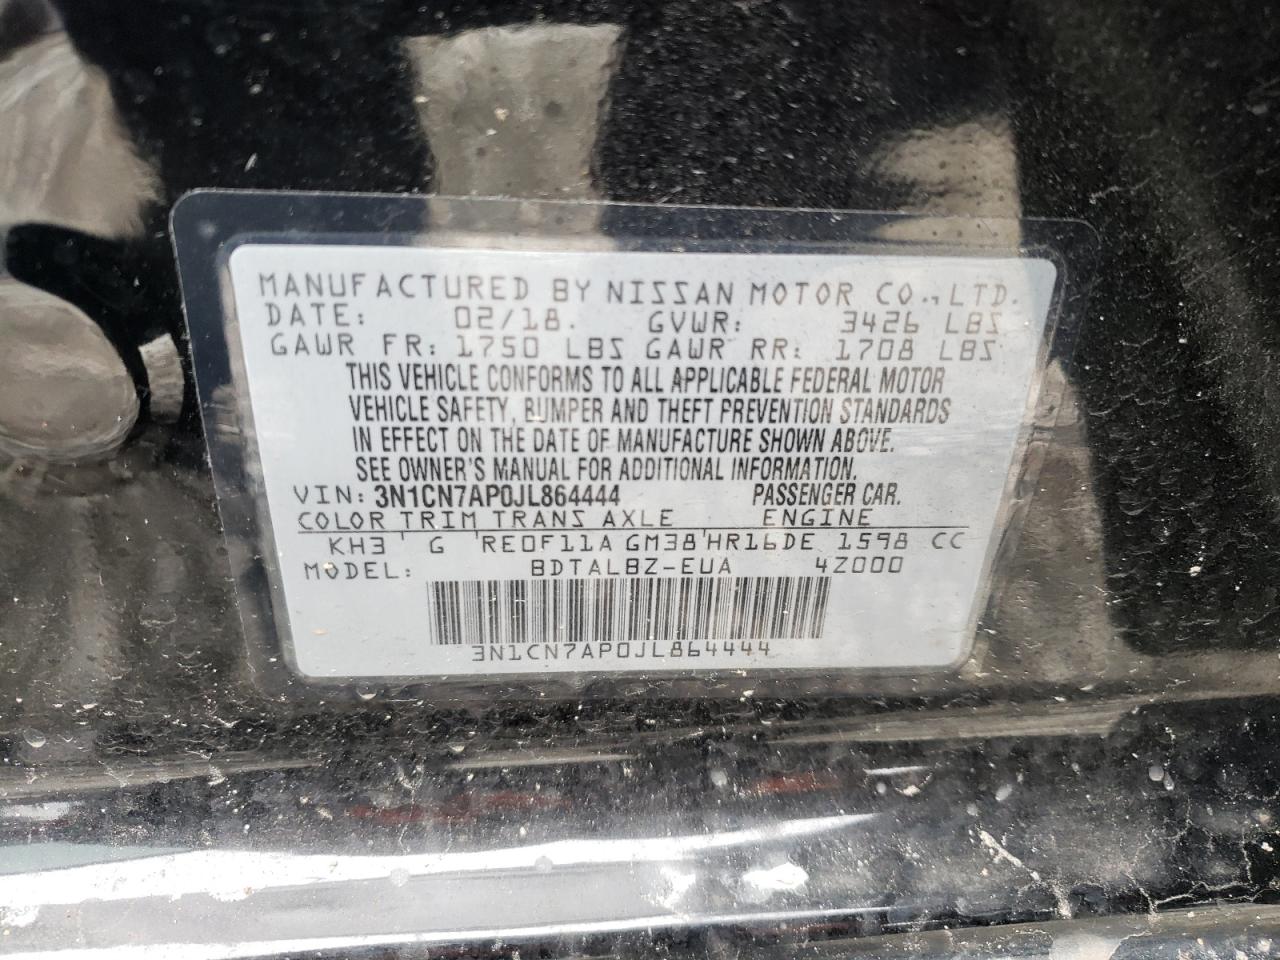 MANUFACTURED BY NISSAN MOTOR CO., LTD.
DATE: 02/18. GVWR: 3426 LBS
GAWR FR: 1750 LBS GAWR RR: 1708 LBS
THIS VEHICLE CONFORMS TO ALL APPLICABLE FEDERAL MOTOR
VEHICLE SAFETY, BUMPER AND THEFT PREVENTION STANDARDS
IN EFFECT ON THE DATE OF MANUFACTURE SHOWN ABOVE.
SEE OWNER'S MANUAL FOR ADDITIONAL INFORMATION.
VIN: 3N1CN7AP0JL864444 PASSENGER CAR.
COLOR TRIM TRANS AXLE ENGINE
KH3 G RE0F11A GM38 HR16DE 1598 CC
MODEL: BDTALBZ-EUA 4Z000
3N1CN7AP0JL864444